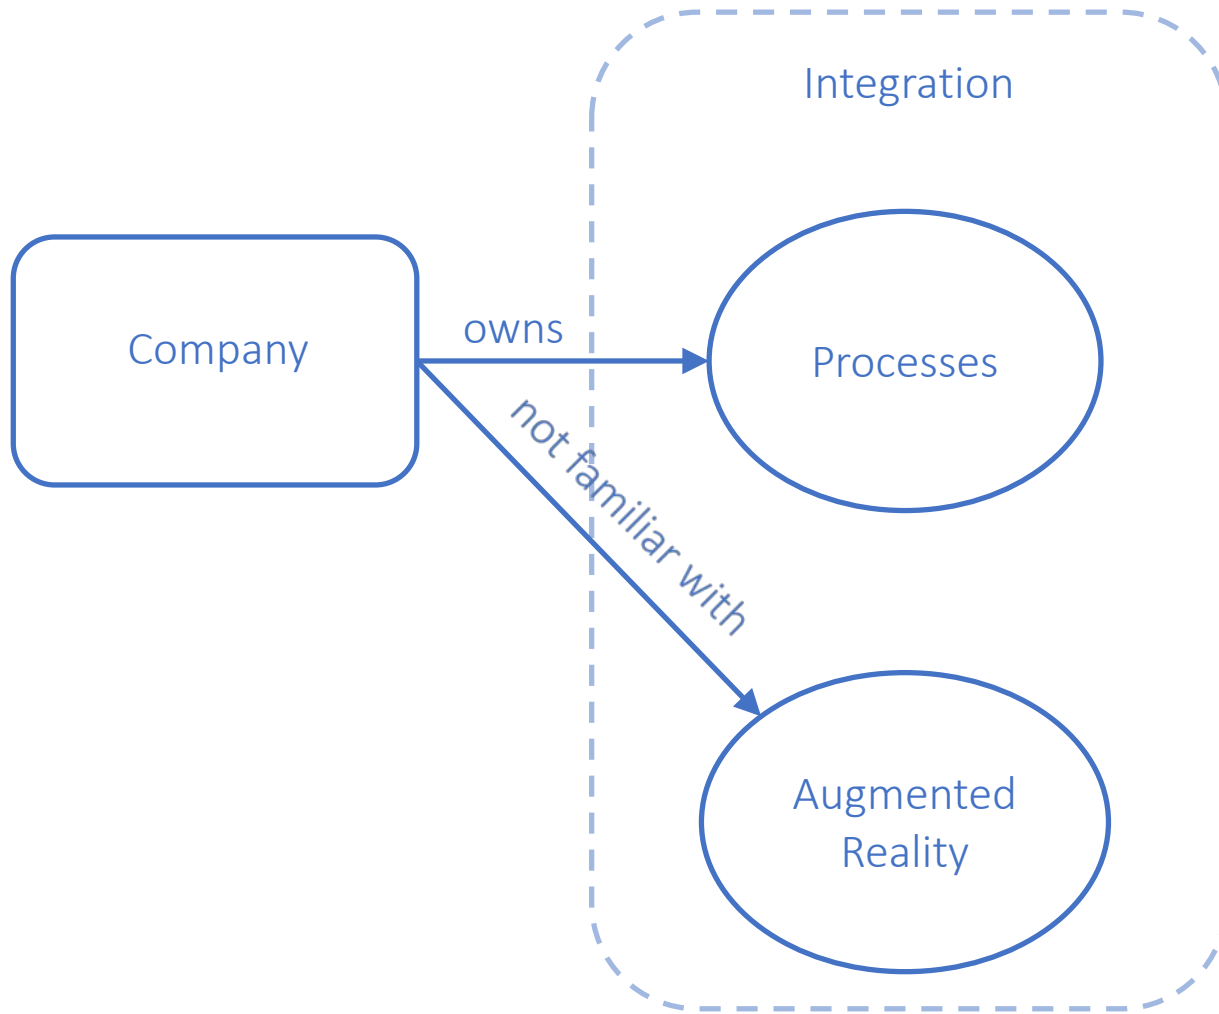 Integration
Company
owns
Processes
not familiar with
Augmented
Reality